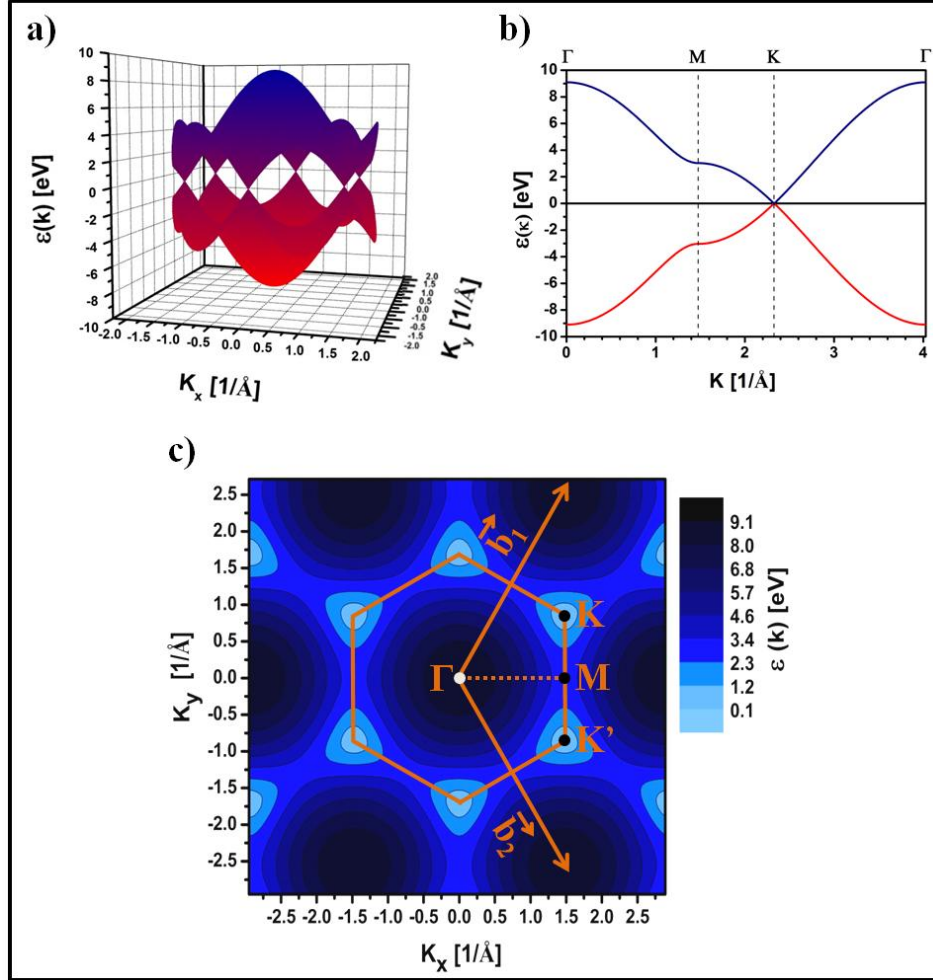 a)
10
8
6
4
2
0
-2
-4
-6
-8
-10
ε(k) [eV]
-2.0 -1.5 -1.0 -0.5 0.0 0.5 1.0 1.5 2.0
Kx [1/Å]
2.0
1.5
1.0
0.5
0.0
-0.5
-1.0
-1.5
-2.0
Ky [1/Å]
b)
Γ M K Γ
10
8
6
4
2
0
-2
-4
-6
-8
-10
ε(κ) [eV]
0 1 2 3 4
K [1/Å]
c)
2.5
2.0
1.5
1.0
0.5
0.0
-0.5
-1.0
-1.5
-2.0
-2.5
Ky [1/Å]
b1
K
Γ
M
K’
b2
-2.5 -2.0 -1.5 -1.0 -0.5 0.0 0.5 1.0 1.5 2.0 2.5
Kx [1/Å]
9.1
8.0
6.8
5.7
4.6
3.4
2.3
1.2
0.1
ε (k) [eV]